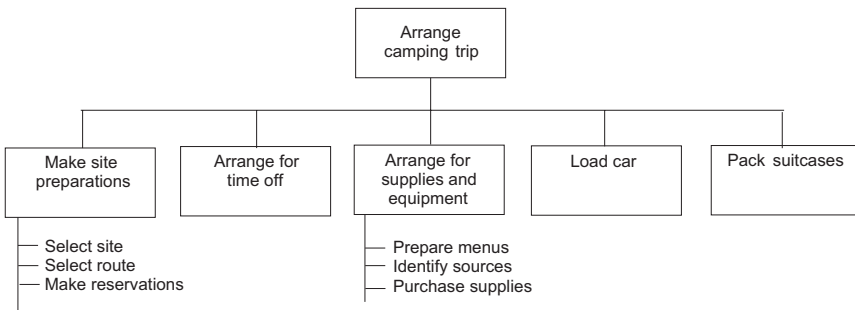 Arrange
camping trip
Make site
preparations
Arrange for
time off
Arrange for
supplies and
equipment
Load car
Pack suitcases
Select site
Select route
Make reservations
Prepare menus
Identify sources
Purchase supplies